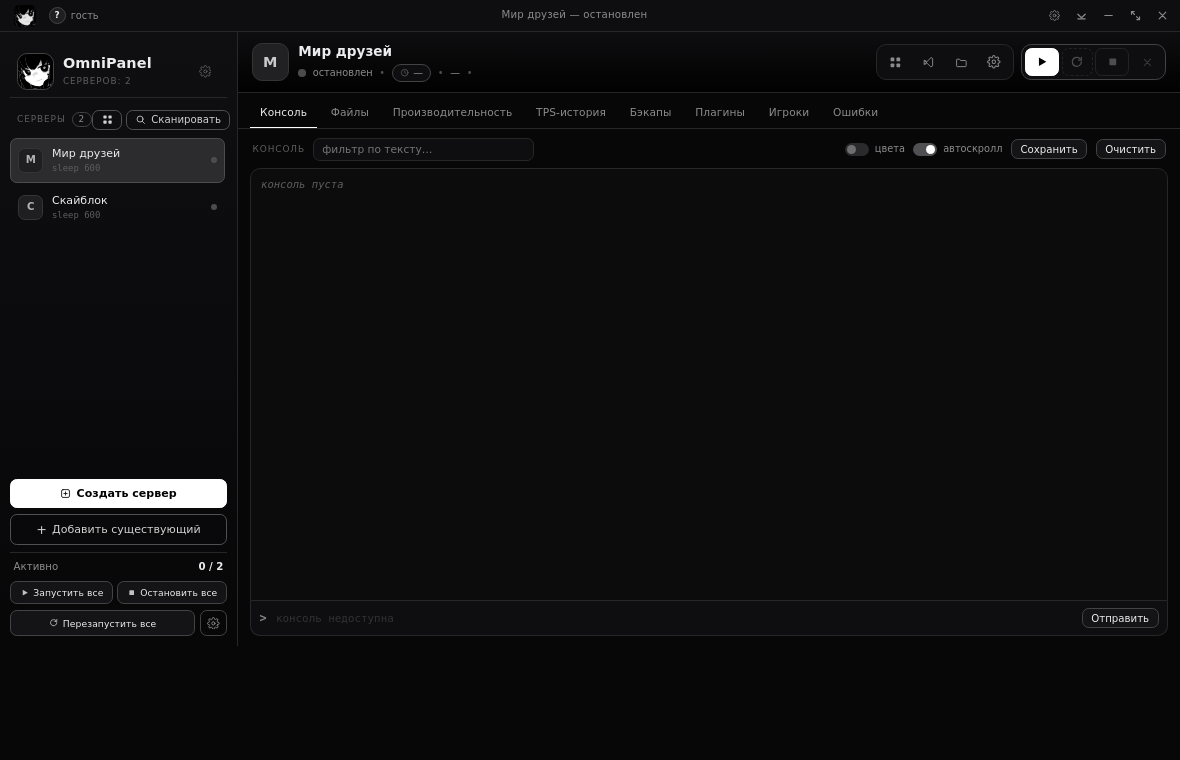 ? гость
Мир друзей — остановлен
OmniPanel
СЕРВЕРОВ: 2
СЕРВЕРЫ 2 Сканировать
М Мир друзей
sleep 600
С Скайблок
sleep 600
Создать сервер
+ Добавить существующий
Активно 0 / 2
Запустить все Остановить все
Перезапустить все
М Мир друзей
остановлен • — • — •
Консоль Файлы Производительность TPS-история Бэкапы Плагины Игроки Ошибки
КОНСОЛЬ фильтр по тексту... цвета автоскролл Сохранить Очистить
консоль пуста
> консоль недоступна Отправить